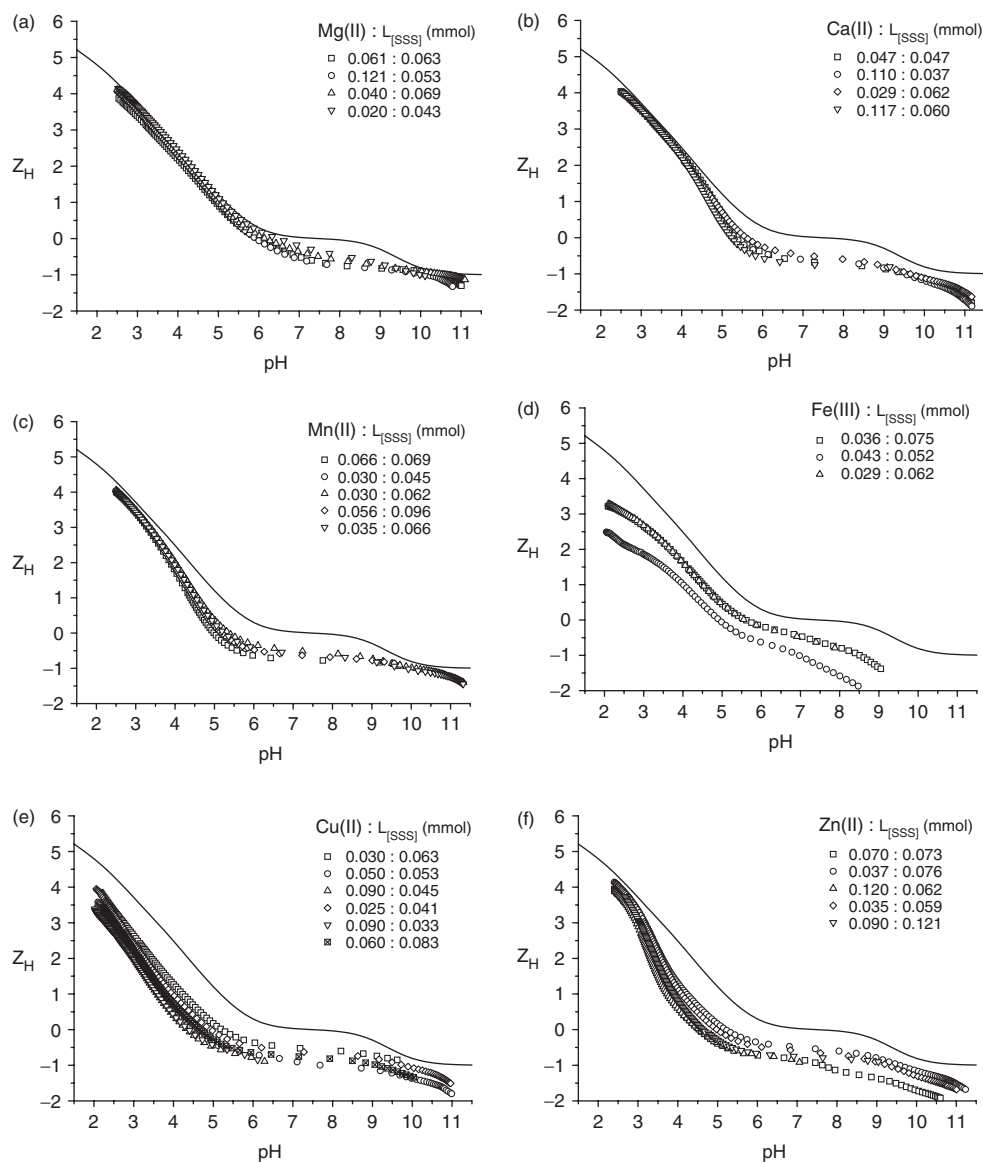 (a)
Mg(II) : L[SSS] (mmol)
0.061 : 0.063
0.121 : 0.053
0.040 : 0.069
0.020 : 0.043
6
5
4
3
2
1
0
−1
−2
ZH
2 3 4 5 6 7 8 9 10 11
pH
(b)
Ca(II) : L[SSS] (mmol)
0.047 : 0.047
0.110 : 0.037
0.029 : 0.062
0.117 : 0.060
6
5
4
3
2
1
0
−1
−2
ZH
2 3 4 5 6 7 8 9 10 11
pH
(c)
Mn(II) : L[SSS] (mmol)
0.066 : 0.069
0.030 : 0.045
0.030 : 0.062
0.056 : 0.096
0.035 : 0.066
6
5
4
3
2
1
0
−1
−2
ZH
2 3 4 5 6 7 8 9 10 11
pH
(d)
Fe(III) : L[SSS] (mmol)
0.036 : 0.075
0.043 : 0.052
0.029 : 0.062
6
5
4
3
2
1
0
−1
−2
ZH
2 3 4 5 6 7 8 9 10 11
pH
(e)
Cu(II) : L[SSS] (mmol)
0.030 : 0.063
0.050 : 0.053
0.090 : 0.045
0.025 : 0.041
0.090 : 0.033
0.060 : 0.083
6
5
4
3
2
1
0
−1
−2
ZH
2 3 4 5 6 7 8 9 10 11
pH
(f)
Zn(II) : L[SSS] (mmol)
0.070 : 0.073
0.037 : 0.076
0.120 : 0.062
0.035 : 0.059
0.090 : 0.121
6
5
4
3
2
1
0
−1
−2
ZH
2 3 4 5 6 7 8 9 10 11
pH